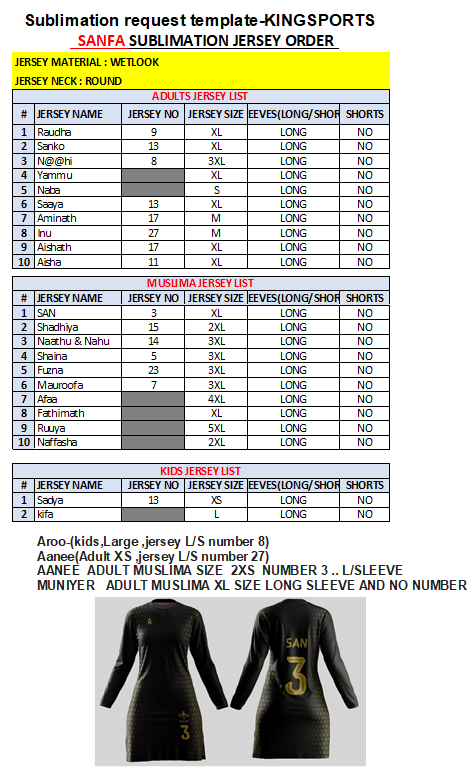 Sublimation request template-KINGSPORTS
SANFA SUBLIMATION JERSEY ORDER
JERSEY MATERIAL : WETLOOK
JERSEY NECK : ROUND
ADULTS JERSEY LIST
# JERSEY NAME JERSEY NO JERSEY SIZE EEVES(LONG/SHOR SHORTS
1 Raudha 9 XL LONG NO
2 Sanko 13 XL LONG NO
3 N@@hi 8 3XL LONG NO
4 Yammu XL LONG NO
5 Naba S LONG NO
6 Saaya 13 XL LONG NO
7 Aminath 17 M LONG NO
8 Inu 27 M LONG NO
9 Aishath 17 XL LONG NO
10 Aisha 11 XL LONG NO
MUSLIMA JERSEY LIST
# JERSEY NAME JERSEY NO JERSEY SIZE EEVES(LONG/SHOR SHORTS
1 SAN 3 XL LONG NO
2 Shadhiya 15 2XL LONG NO
3 Naathu & Nahu 14 3XL LONG NO
4 Shaina 5 3XL LONG NO
5 Fuzna 23 3XL LONG NO
6 Mauroofa 7 3XL LONG NO
7 Afaa 4XL LONG NO
8 Fathimath XL LONG NO
9 Ruuya 5XL LONG NO
10 Naffasha 2XL LONG NO
KIDS JERSEY LIST
# JERSEY NAME JERSEY NO JERSEY SIZE EEVES(LONG/SHOR SHORTS
1 Sadya 13 XS LONG NO
2 kifa L LONG NO
Aroo-(kids,Large ,jersey L/S number 8)
Aanee(Adult XS ,jersey L/S number 27)
AANEE ADULT MUSLIMA SIZE 2XS NUMBER 3 .. L/SLEEVE
MUNIYER ADULT MUSLIMA XL SIZE LONG SLEEVE AND NO NUMBER
SAN
3
3